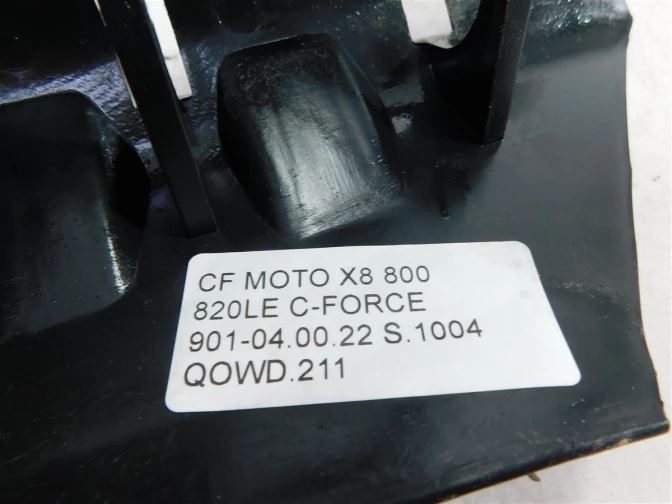 CF MOTO X8 800
820LE C-FORCE
901-04.00.22 S.1004
QOWD.211